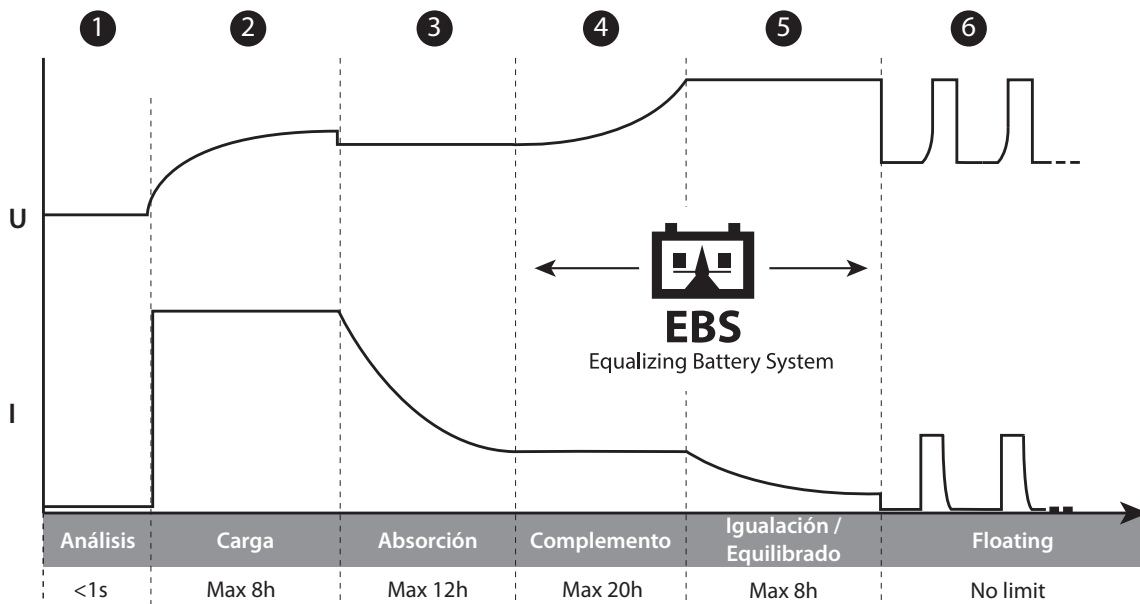 1 2 3 4 5 6
U
EBS
Equalizing Battery System
I
Análisis Carga Absorción Complemento Igualación / Equilibrado Floating
<1s Max 8h Max 12h Max 20h Max 8h No limit